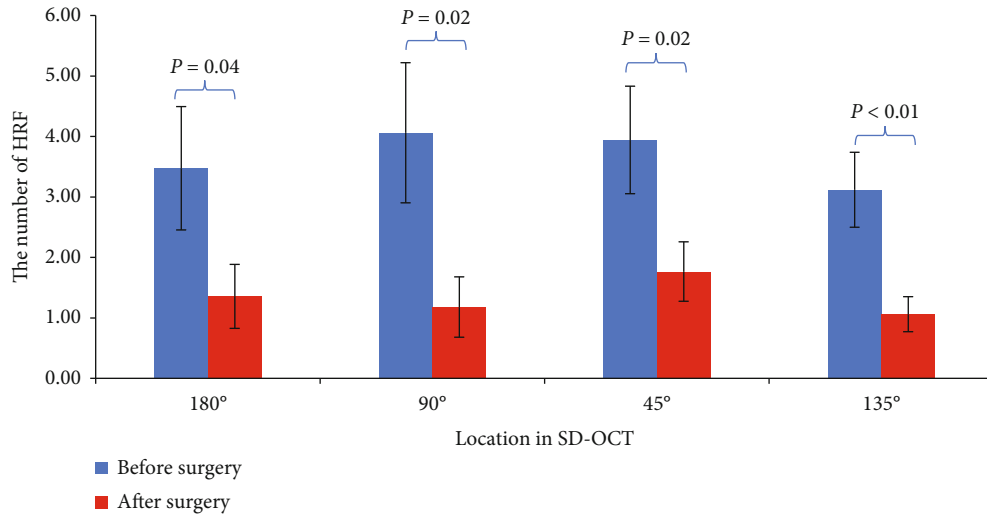 6.00
5.00
4.00
3.00
2.00
1.00
0.00
The number of HRF
P = 0.04
P = 0.02
P = 0.02
P < 0.01
180° 90° 45° 135°
Location in SD-OCT
Before surgery
After surgery